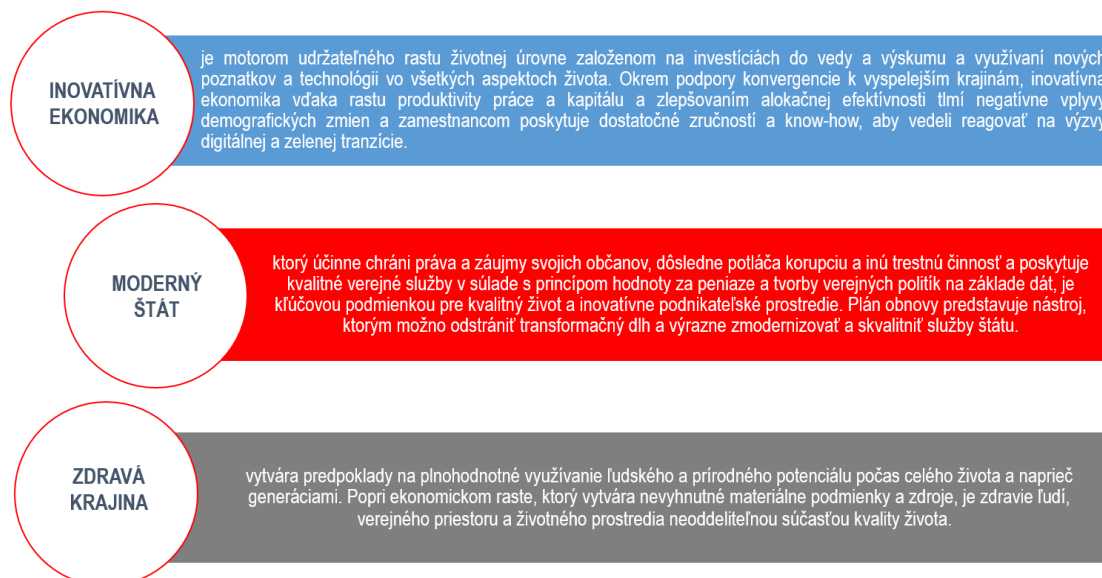 INOVATÍVNA
EKONOMIKA
je motorom udržateľného rastu životnej úrovne založenom na investíciách do vedy a výskumu a využívaní nových
poznatkov a technológii vo všetkých aspektoch života. Okrem podpory konvergencie k vyspelejším krajinám, inovatívna
ekonomika vďaka rastu produktivity práce a kapitálu a zlepšovaním alokačnej efektívnosti tlmí negatívne vplyvy
demografických zmien a zamestnancom poskytuje dostatočné zručností a know-how, aby vedeli reagovať na výzvy
digitálnej a zelenej tranzície.
MODERNÝ
ŠTÁT
ktorý účinne chráni práva a záujmy svojich občanov, dôsledne potláča korupciu a inú trestnú činnosť a poskytuje
kvalitné verejné služby v súlade s princípom hodnoty za peniaze a tvorby verejných politík na základe dát, je
kľúčovou podmienkou pre kvalitný život a inovatívne podnikateľské prostredie. Plán obnovy predstavuje nástroj,
ktorým možno odstrániť transformačný dlh a výrazne zmodernizovať a skvalitniť služby štátu.
ZDRAVÁ
KRAJINA
vytvára predpoklady na plnohodnotné využívanie ľudského a prírodného potenciálu počas celého života a naprieč
generáciami. Popri ekonomickom raste, ktorý vytvára nevyhnutné materiálne podmienky a zdroje, je zdravie ľudí,
verejného priestoru a životného prostredia neoddeliteľnou súčasťou kvality života.